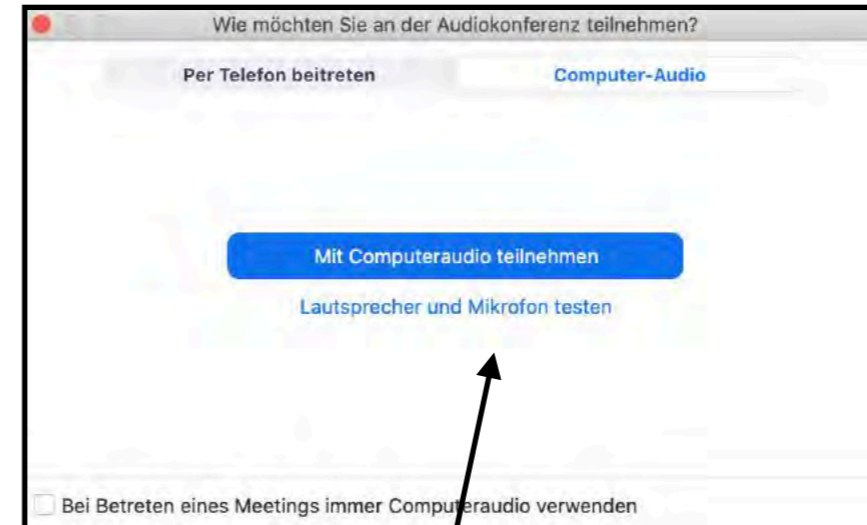 Wie möchten Sie an der Audiokonferenz teilnehmen?
Per Telefon beitreten Computer-Audio
Mit Computeraudio teilnehmen
Lautsprecher und Mikrofon testen
Bei Betreten eines Meetings immer Computeraudio verwenden